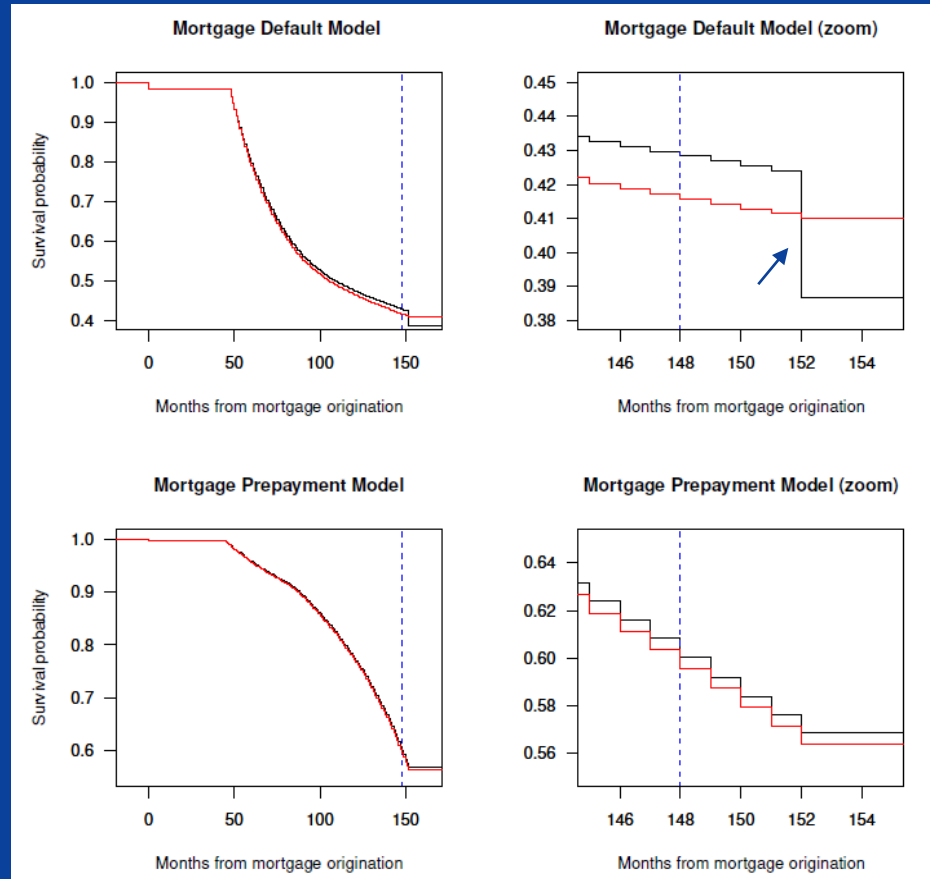 Mortgage Default Model
Survival probability
1.0
0.9
0.8
0.7
0.6
0.5
0.4
0 50 100 150
Months from mortgage origination
Mortgage Default Model (zoom)
0.45
0.44
0.43
0.42
0.41
0.40
0.39
0.38
146 148 150 152 154
Months from mortgage origination
Mortgage Prepayment Model
Survival probability
1.0
0.9
0.8
0.7
0.6
0 50 100 150
Months from mortgage origination
Mortgage Prepayment Model (zoom)
0.64
0.62
0.60
0.58
0.56
146 148 150 152 154
Months from mortgage origination